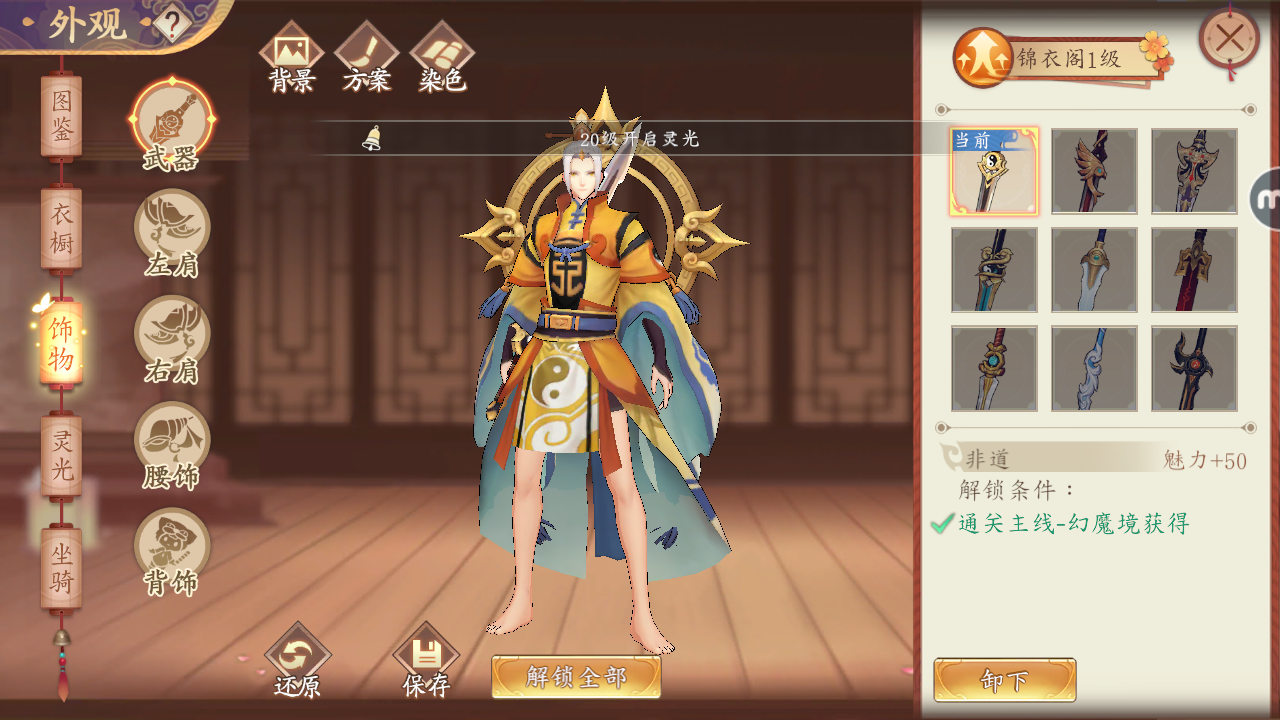 外观
?
背景
方案
染色
锦衣阁1级
图鉴
衣橱
饰物
灵光
坐骑
武器
左肩
右肩
腰饰
背饰
20级开启灵光
当前
非道
魅力+50
解锁条件：
通关主线-幻魔境获得
还原
保存
解锁全部
卸下